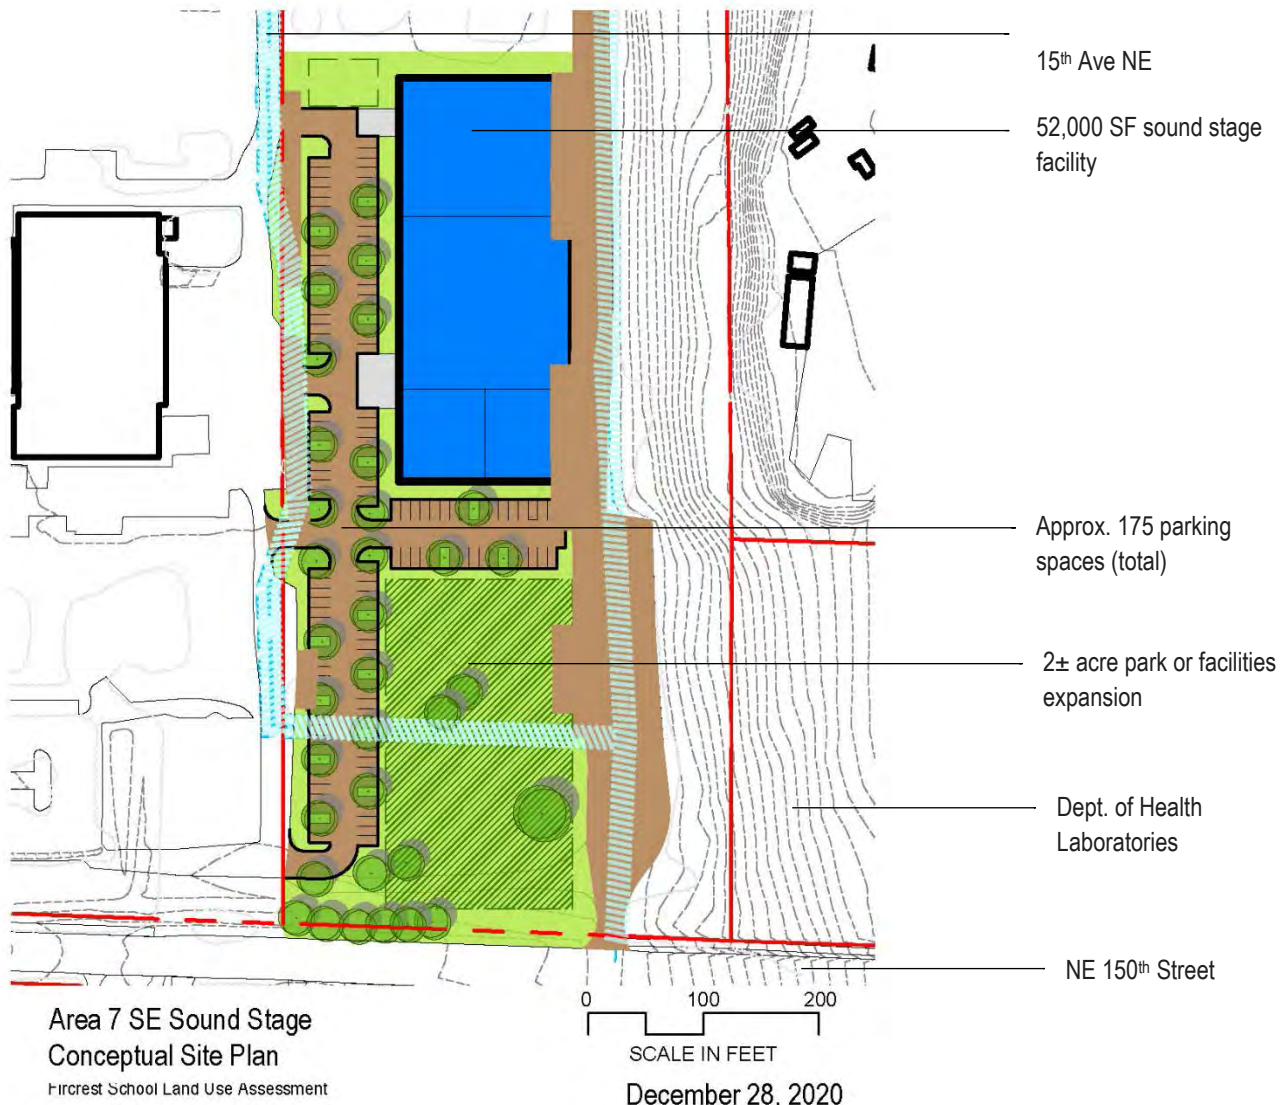 15th Ave NE
52,000 SF sound stage
facility
Approx. 175 parking
spaces (total)
2± acre park or facilities
expansion
Dept. of Health
Laboratories
NE 150th Street
0 100 200
SCALE IN FEET
Area 7 SE Sound Stage
Conceptual Site Plan
Fircrest School Land Use Assessment
December 28, 2020